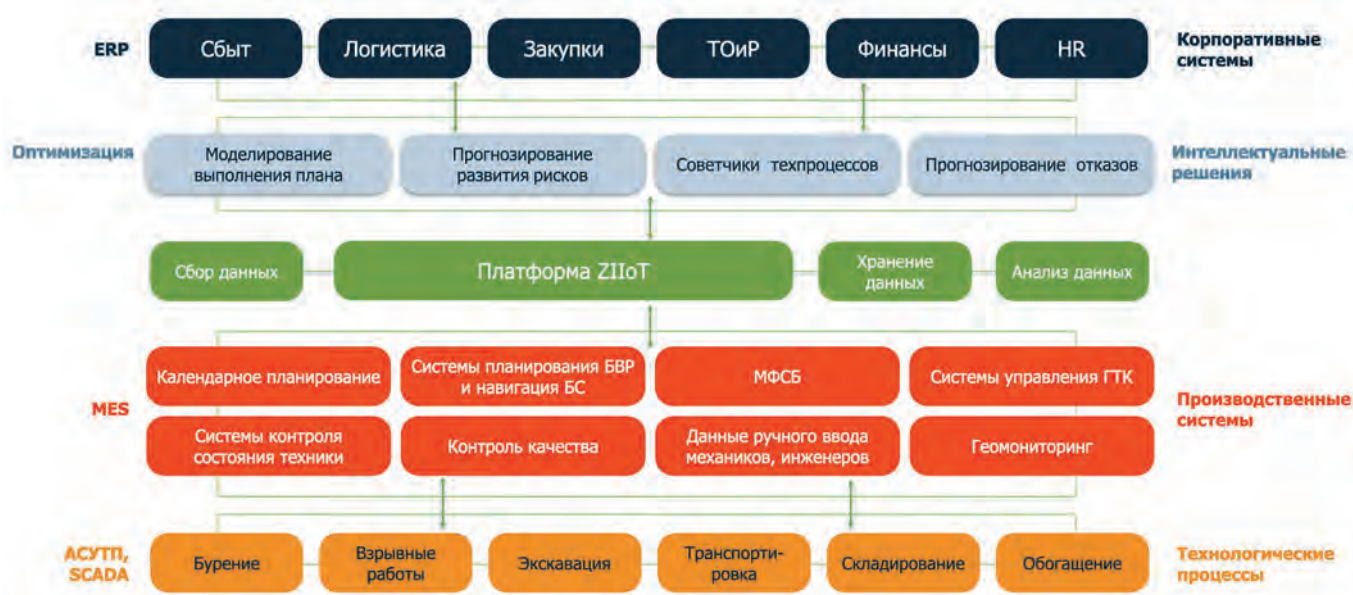 ERP
Сбыт
Логистика
Закупки
ТОиР
Финансы
HR
Корпоративные
системы
Оптимизация
Моделирование
выполнения плана
Прогнозирование
развития рисков
Советчики техпроцессов
Прогнозирование отказов
Интеллектуальные
решения
Сбор данных
Платформа ZIIoT
Хранение
данных
Анализ данных
MES
Календарное планирование
Системы планирования БВР
и навигация БС
МФСБ
Системы управления ГТК
Производственные
системы
Системы контроля
состояния техники
Контроль качества
Данные ручного ввода
механиков, инженеров
Геомониторинг
АСУТП,
SCADA
Бурение
Взрывные
работы
Экскавация
Транспорти-
ровка
Складирование
Обогащение
Технологические
процессы